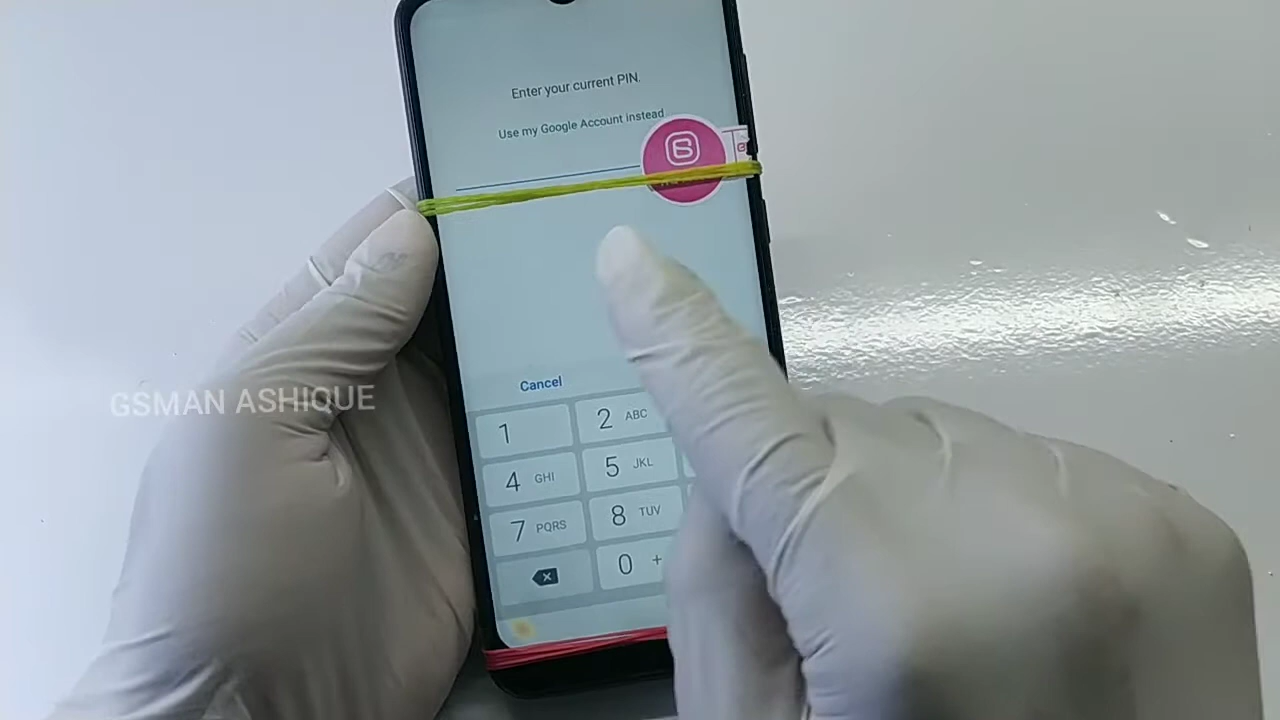 Enter your current PIN.
Use my Google Account instead
GSMAN ASHIQUE
Cancel
1
2 ABC
4 GHI
5 JKL
7 PQRS
8 TUV
0 +